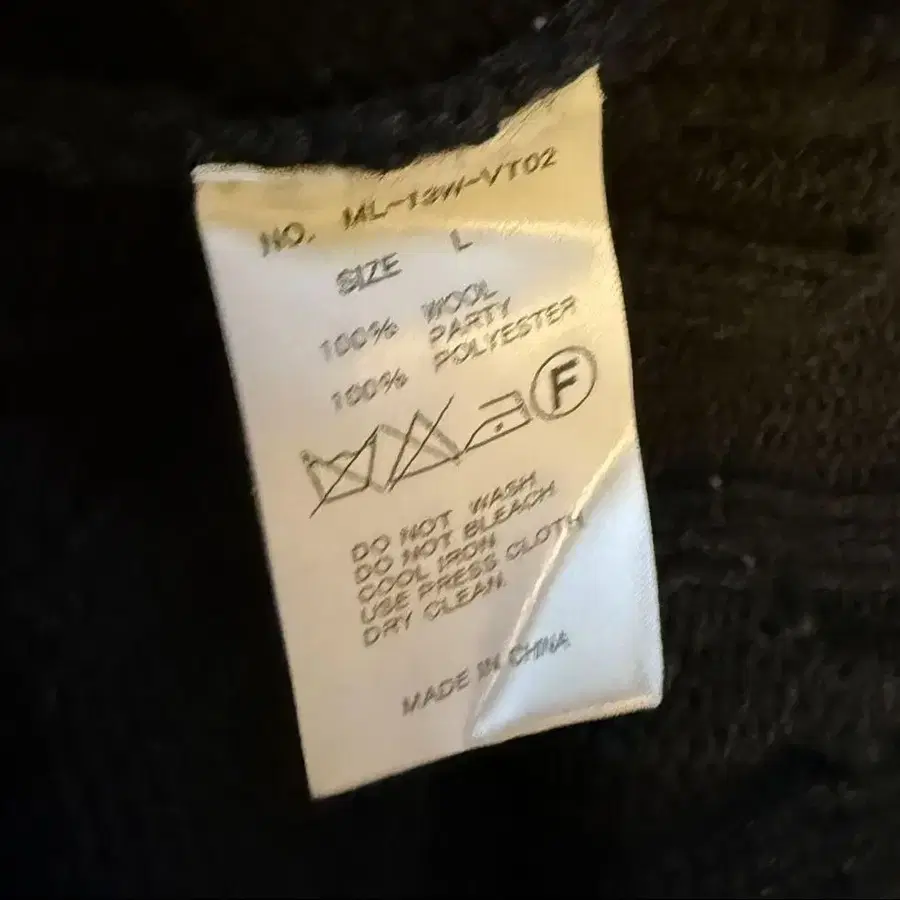 NO. ML-13W-VT02
SIZE L
100% WOOL
PARTY
100% POLYESTER
F
DO NOT WASH
DO NOT BLEACH
COOL IRON
USE PRESS CLOTH
DRY CLEAN.
MADE IN CHINA